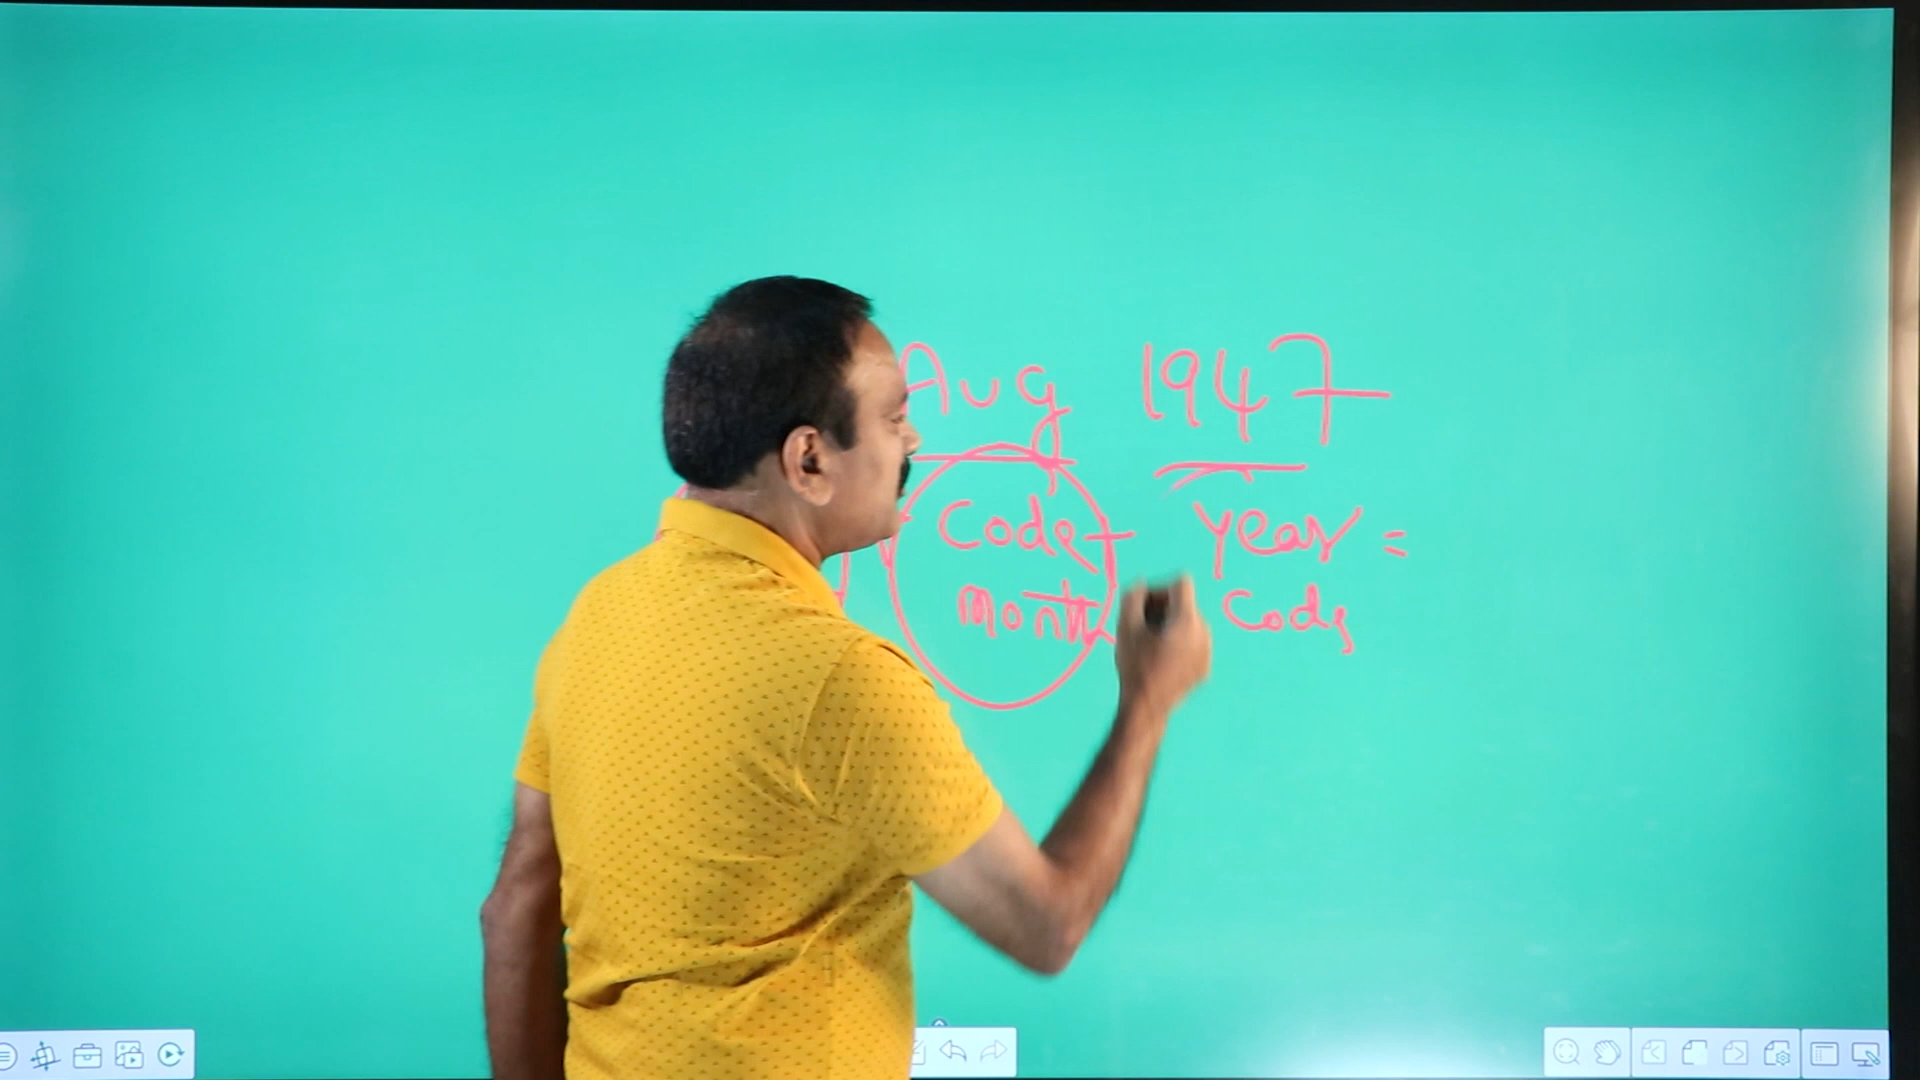 Aug 1947
Code + Year =
month Code